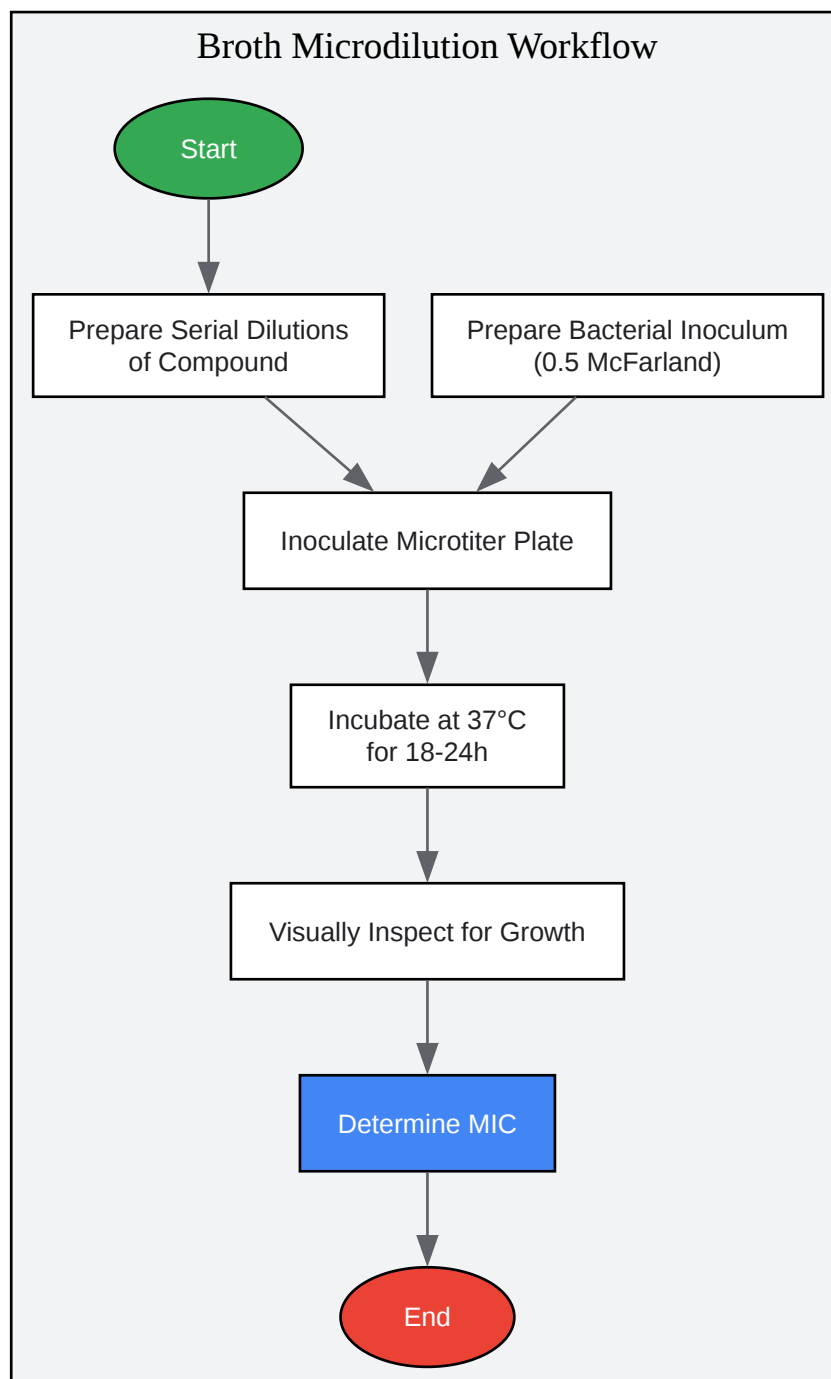 Broth Microdilution Workflow
Start
Prepare Serial Dilutions
of Compound
Prepare Bacterial Inoculum
(0.5 McFarland)
Inoculate Microtiter Plate
Incubate at 37°C
for 18-24h
Visually Inspect for Growth
Determine MIC
End